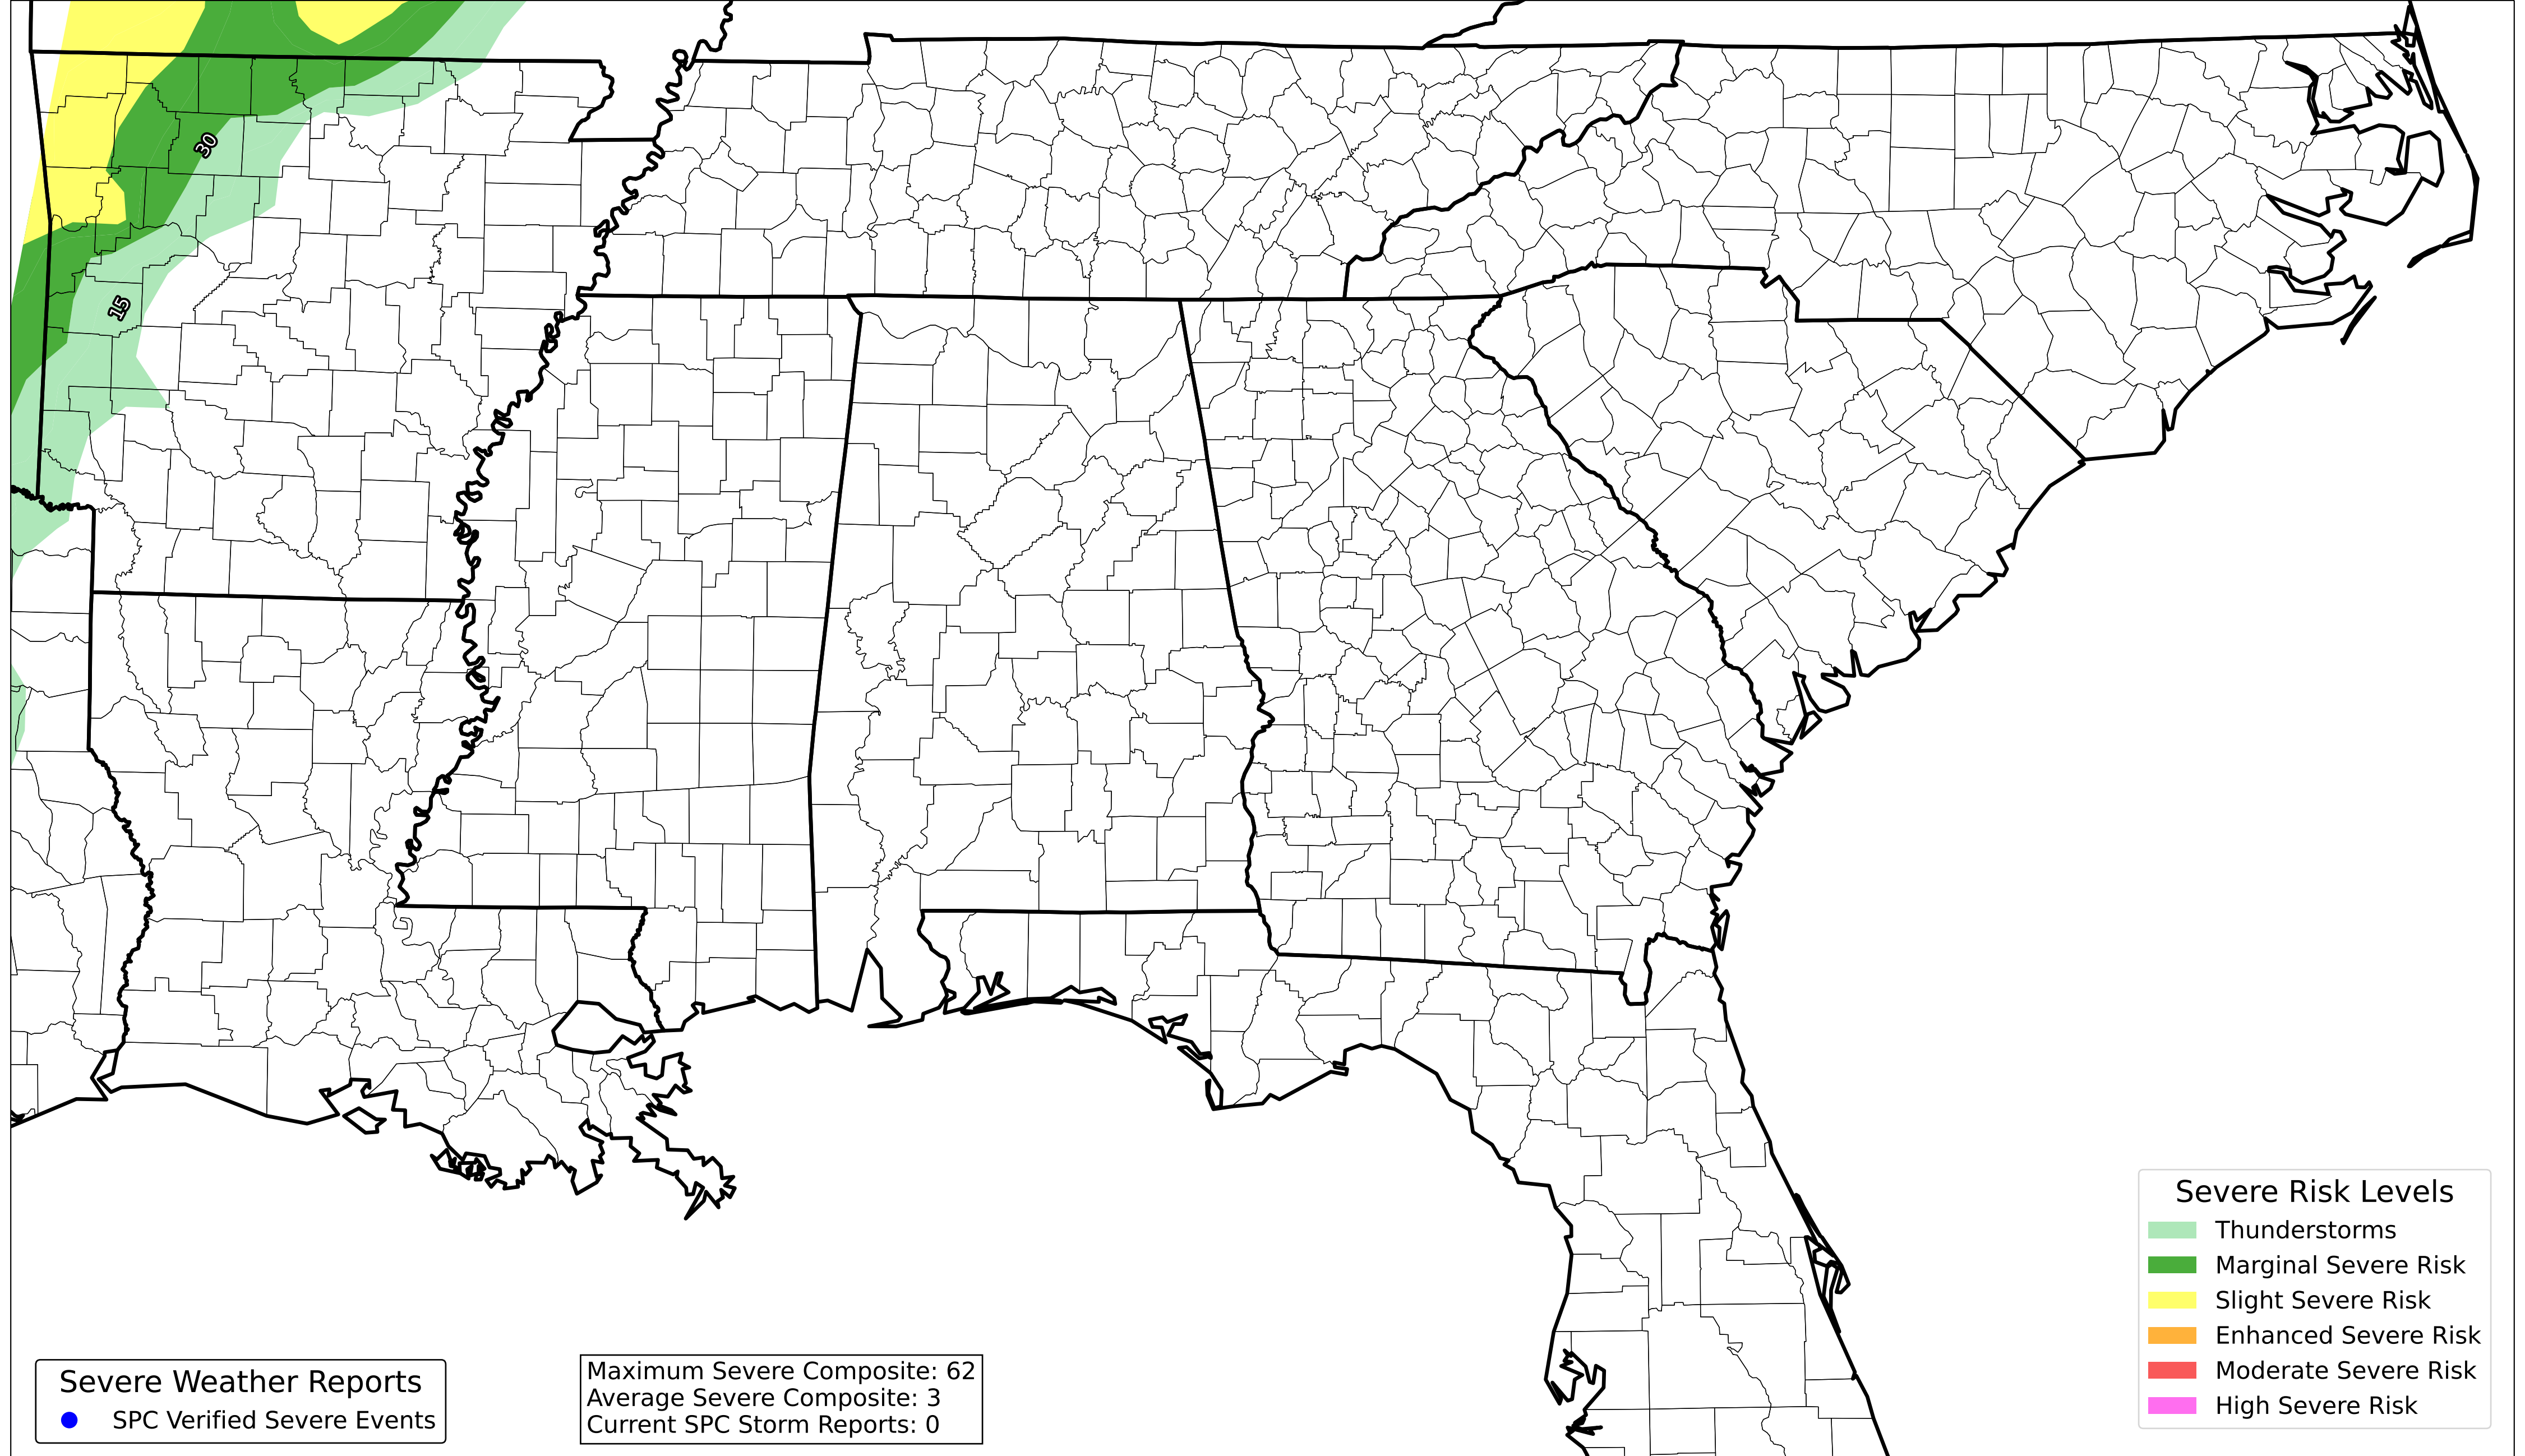 30
15
Severe Risk Levels
Thunderstorms
Marginal Severe Risk
Slight Severe Risk
Enhanced Severe Risk
Moderate Severe Risk
High Severe Risk
Severe Weather Reports
SPC Verified Severe Events
Maximum Severe Composite: 62
Average Severe Composite: 3
Current SPC Storm Reports: 0